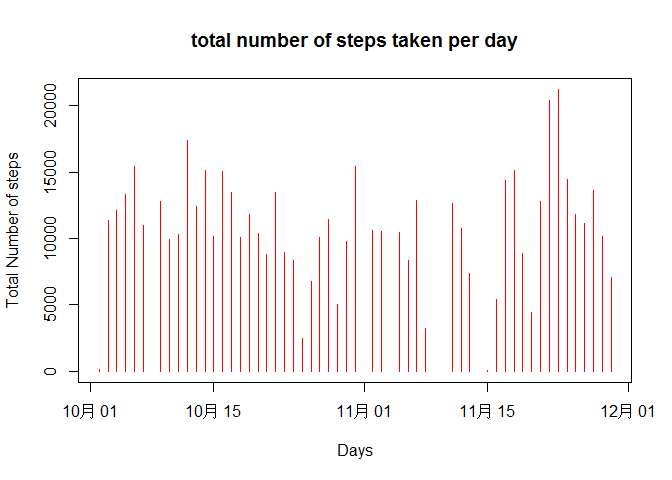 total number of steps taken per day
Total Number of steps
20000
15000
10000
5000
0
10月 01
10月 15
11月 01
11月 15
12月 01
Days